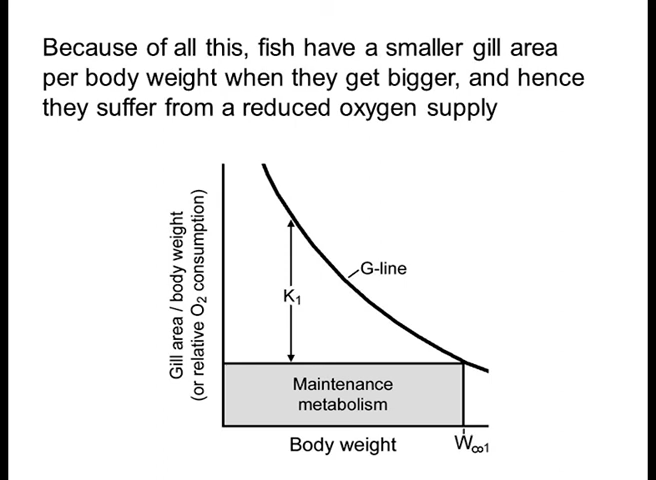 Because of all this, fish have a smaller gill area
per body weight when they get bigger, and hence
they suffer from a reduced oxygen supply
Gill area / body weight
(or relative O₂ consumption)
G-line
K₁
Maintenance
metabolism
Body weight
W∞1